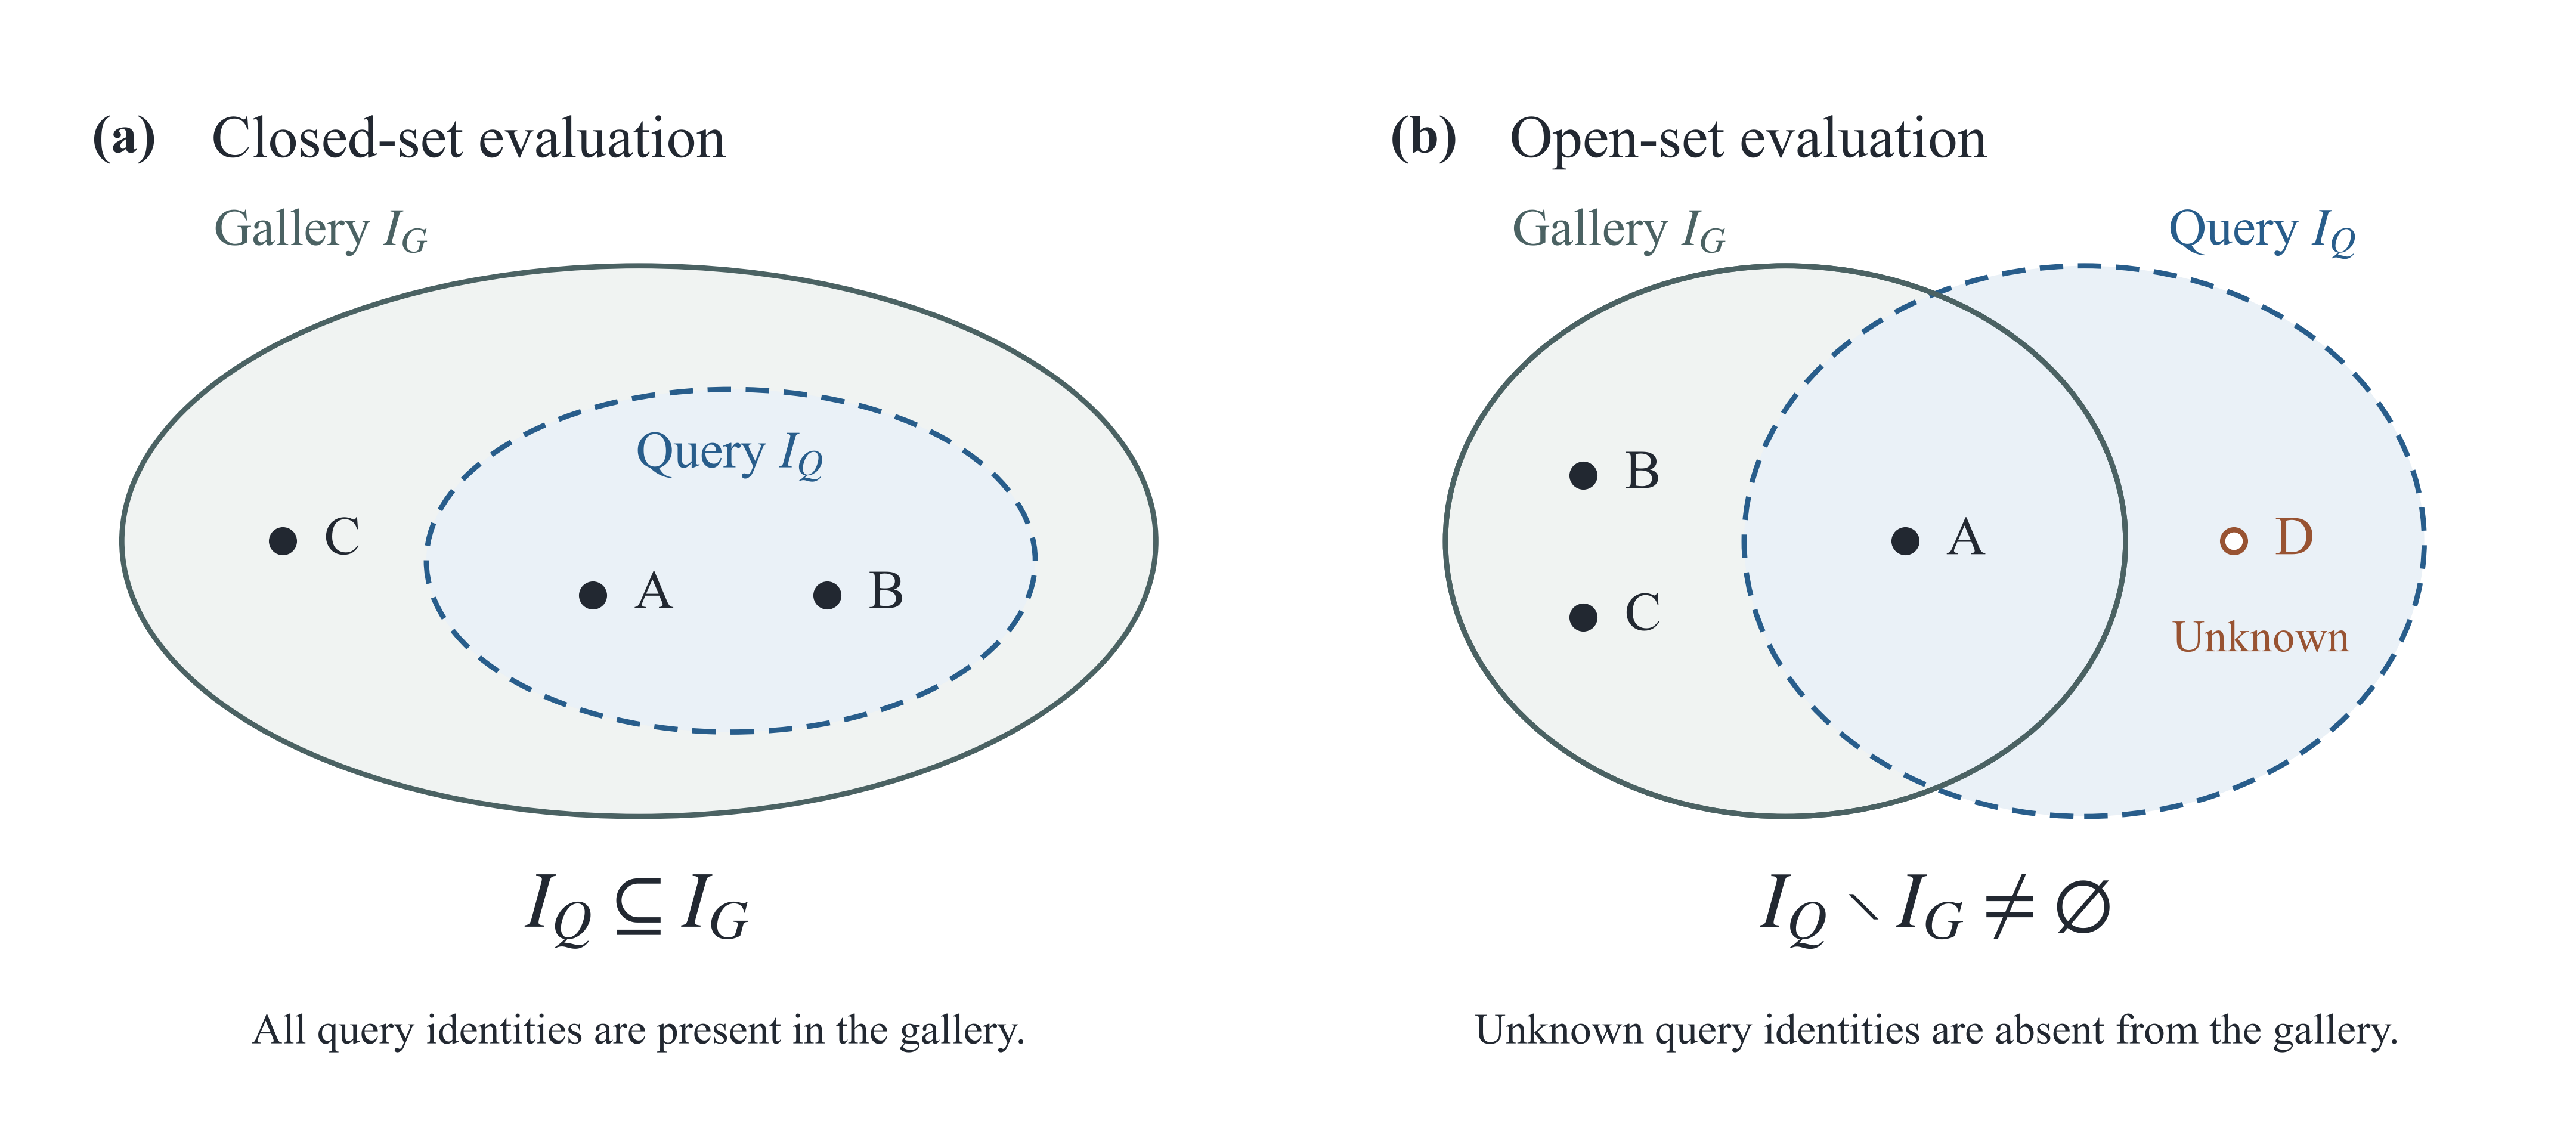 (a) Closed-set evaluation
Gallery I_G
Query I_Q
C
A
B
I_Q ⊆ I_G
All query identities are present in the gallery.
(b) Open-set evaluation
Gallery I_G
Query I_Q
B
A
D
C
Unknown
I_Q ∖ I_G ≠ ∅
Unknown query identities are absent from the gallery.